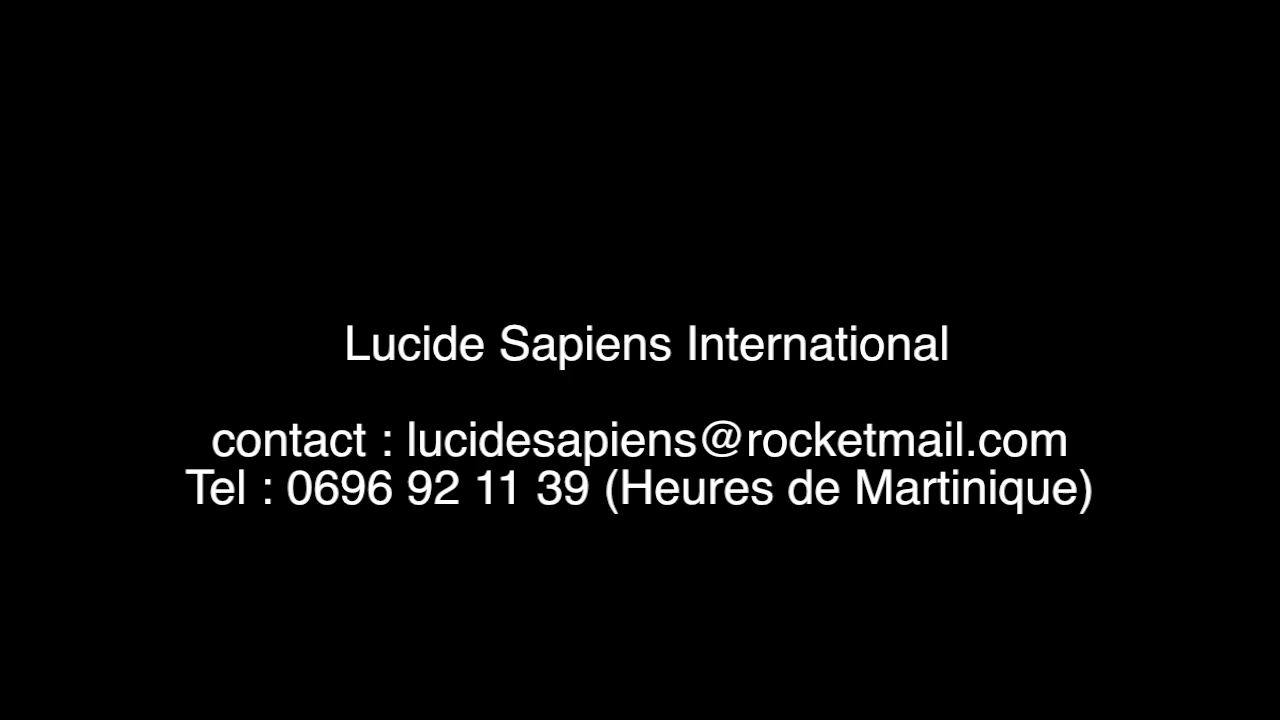 Lucide Sapiens International
contact : lucidesapiens@rocketmail.com
Tel : 0696 92 11 39 (Heures de Martinique)